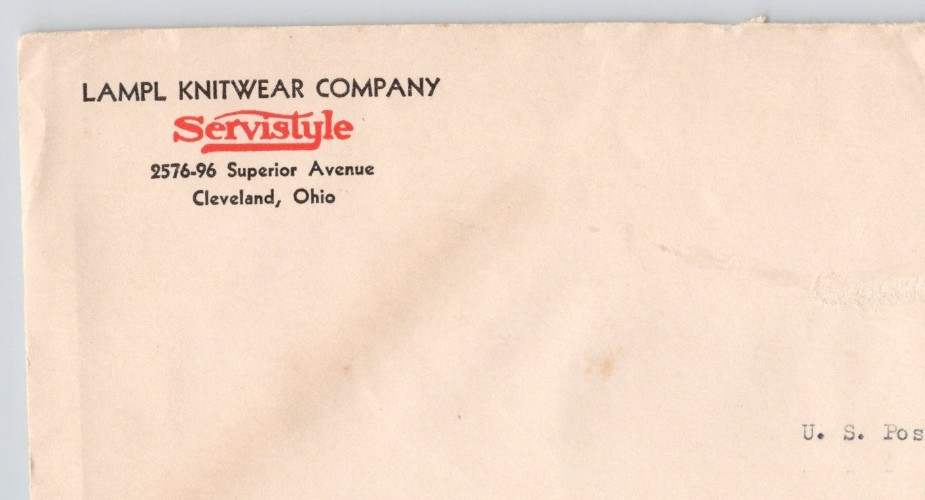 LAMPL KNITWEAR COMPANY
Servistyle
2576-96 Superior Avenue
Cleveland, Ohio
U. S. Pos